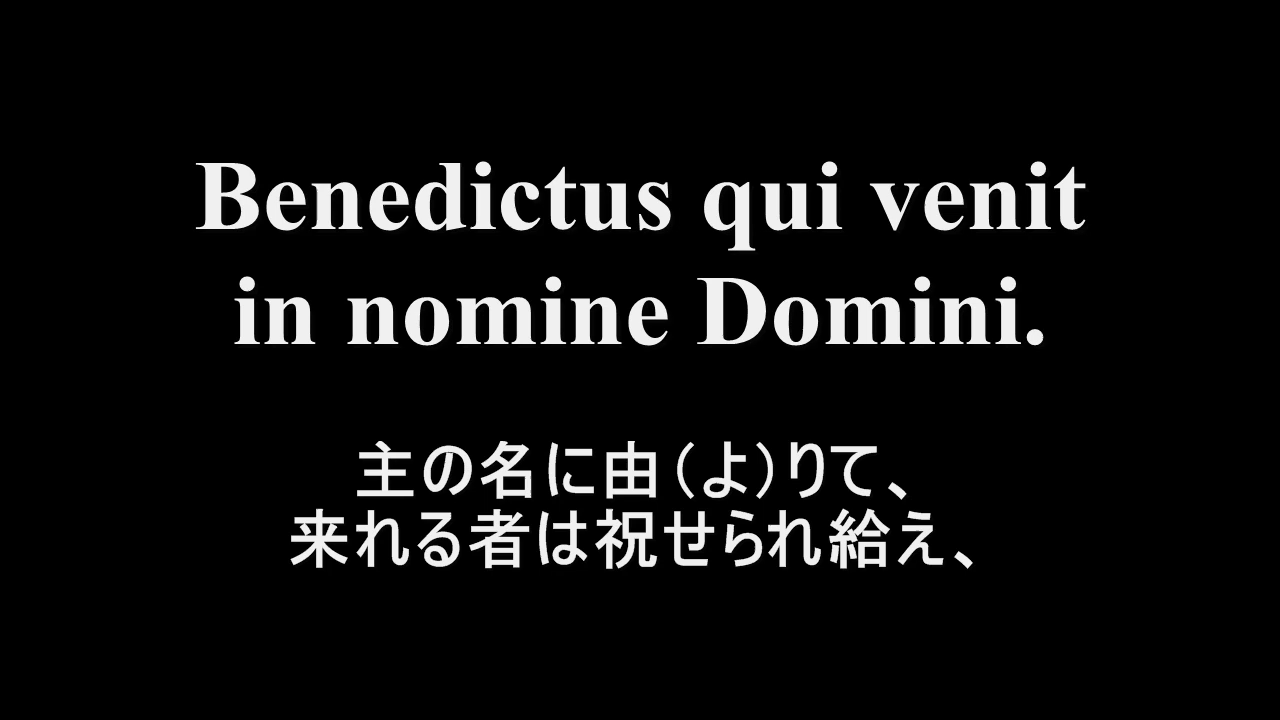 Benedictus qui venit
in nomine Domini.
主の名に由（よ）りて、
来れる者は祝せられ給え、